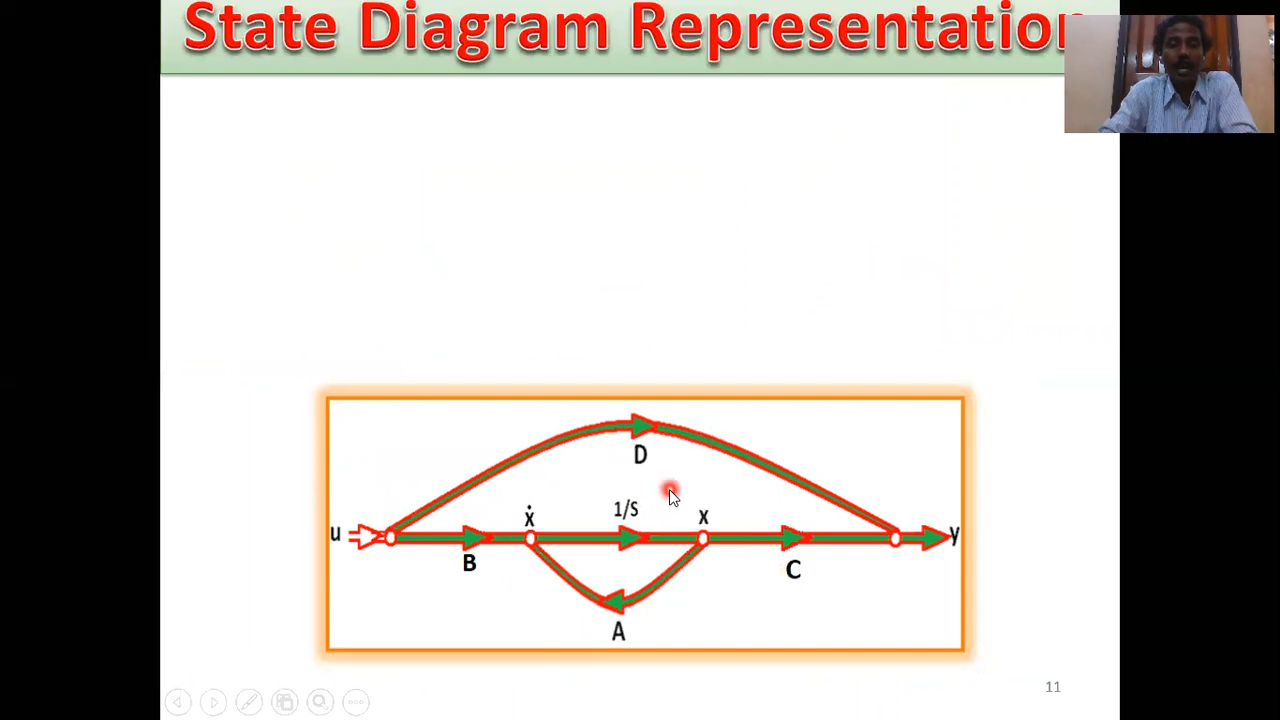 State Diagram Representation
D
1/S
u ẋ x y
B C
A
11